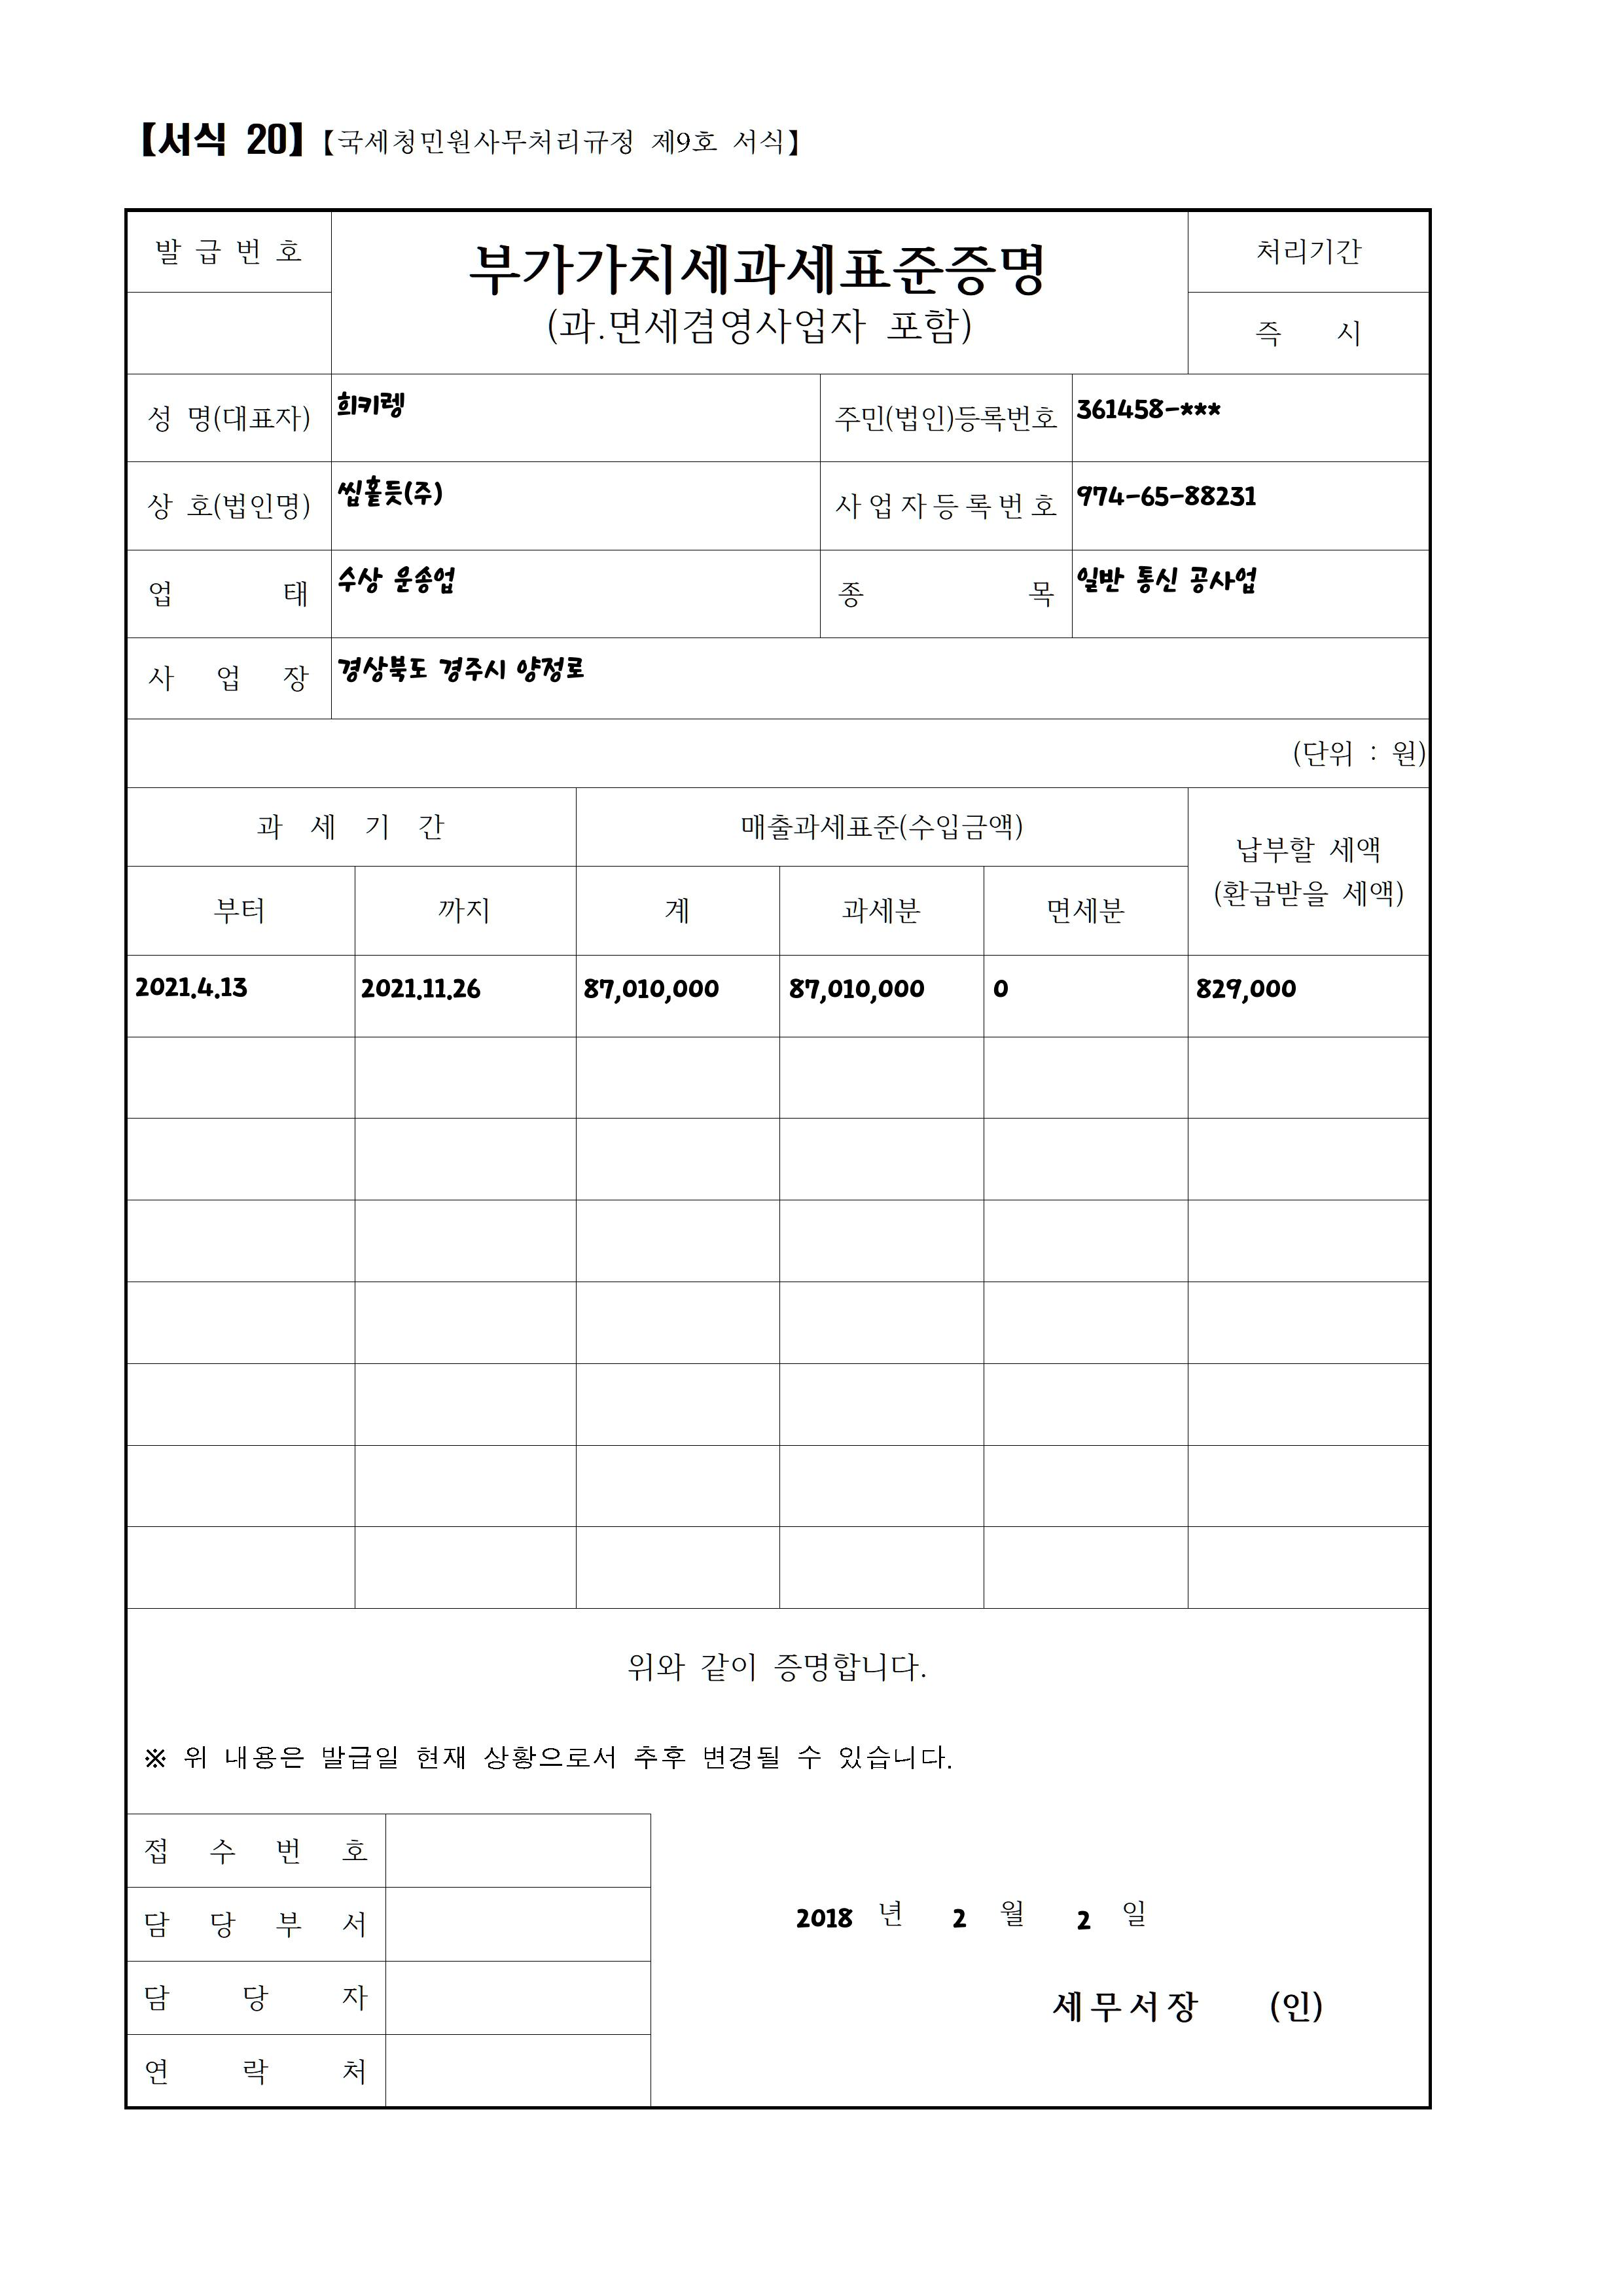 【서식 20】【국세청민원사무처리규정 제9호 서식】
발 급 번 호
부가가치세과세표준증명
(과.면세겸영사업자 포함)
처리기간
즉 시
성 명(대표자) 희키렝 주민(법인)등록번호 361458-***
상 호(법인명) 씹홑듯(주) 사업자등록번호 974-65-88231
업 태 수상 운송업 종 목 일반 통신 공사업
사 업 장 경상북도 경주시 양정로
(단위 : 원)
과 세 기 간 매출과세표준(수입금액) 납부할 세액
(환급받을 세액)
부터 까지 계 과세분 면세분
2021.4.13 2021.11.26 87,010,000 87,010,000 0 829,000
위와 같이 증명합니다.
※ 위 내용은 발급일 현재 상황으로서 추후 변경될 수 있습니다.
접 수 번 호
담 당 부 서
담 당 자
연 락 처
2018 년 2 월 2 일
세무서장 (인)